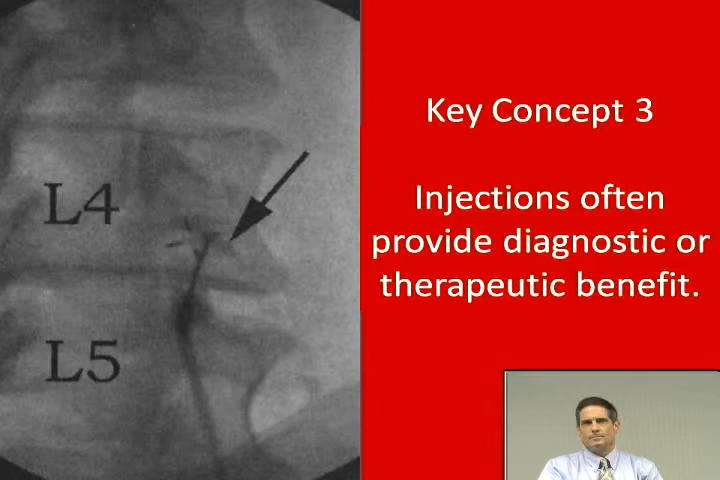 L4
L5
Key Concept 3
Injections often
provide diagnostic or
therapeutic benefit.